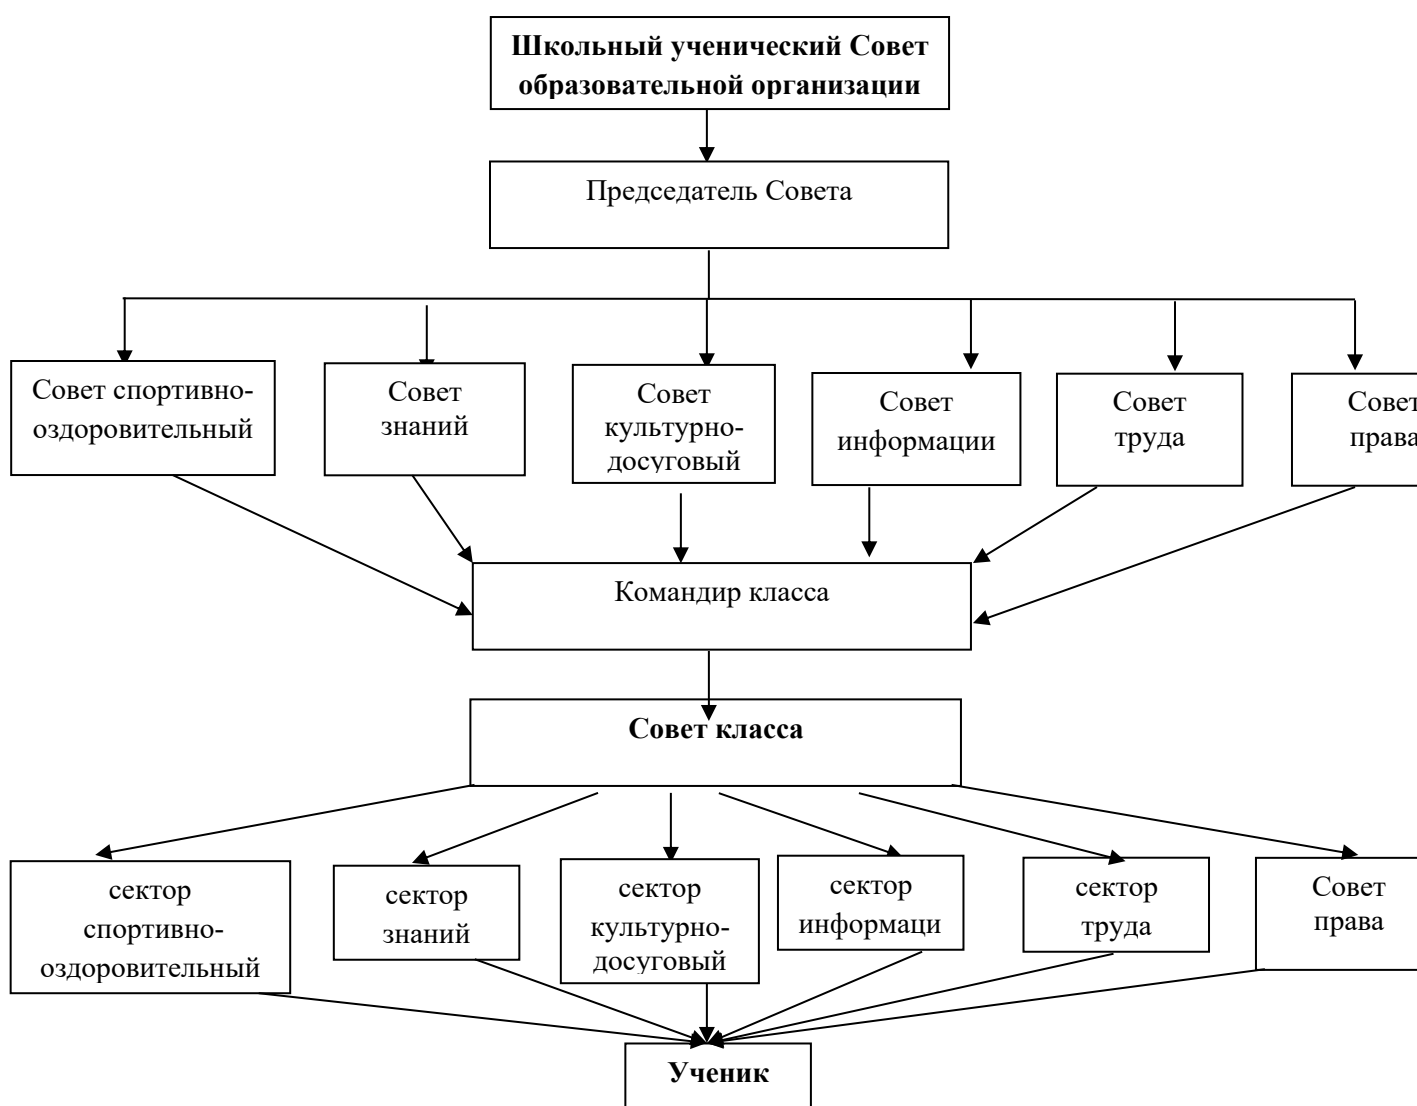 Школьный ученический Совет
образовательной организации
Председатель Совета
Совет спортивно-
оздоровительный
Совет
знаний
Совет
культурно-
досуговый
Совет
информации
Совет
труда
Совет
права
Командир класса
Совет класса
сектор
спортивно-
оздоровительный
сектор
знаний
сектор
культурно-
досуговый
сектор
информаци
сектор
труда
Совет
права
Ученик